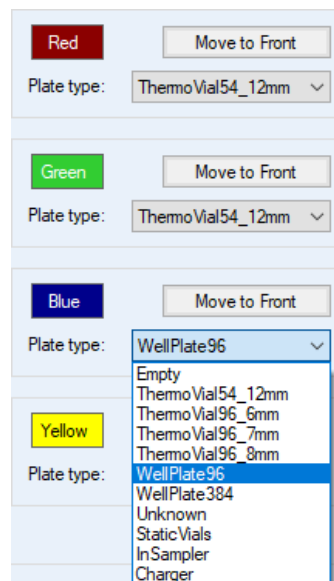 Red Move to Front
Plate type: ThermoVial54_12mm
Green Move to Front
Plate type: ThermoVial54_12mm
Blue Move to Front
Plate type: WellPlate96
Empty
ThermoVial54_12mm
ThermoVial96_6mm
Yellow ThermoVial96_7mm
ThermoVial96_8mm
Plate type: WellPlate96
WellPlate384
Unknown
StaticVials
InSampler
Charger